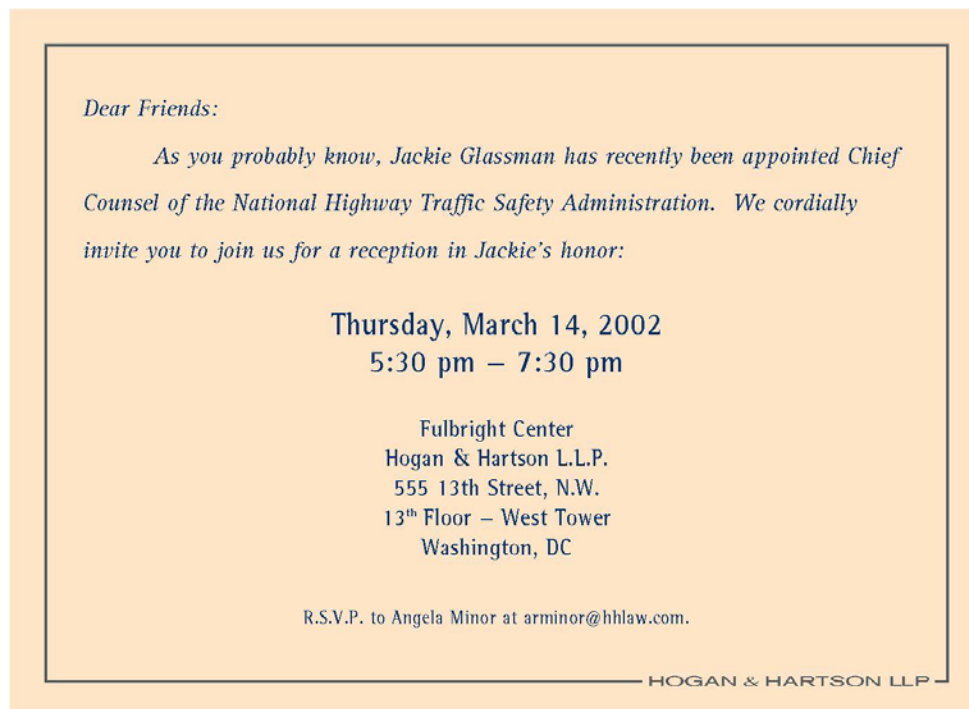 Dear Friends:
As you probably know, Jackie Glassman has recently been appointed Chief
Counsel of the National Highway Traffic Safety Administration. We cordially
invite you to join us for a reception in Jackie's honor:
Thursday, March 14, 2002
5:30 pm – 7:30 pm
Fulbright Center
Hogan & Hartson L.L.P.
555 13th Street, N.W.
13th Floor – West Tower
Washington, DC
R.S.V.P. to Angela Minor at arminor@hhlaw.com.
HOGAN & HARTSON LLP